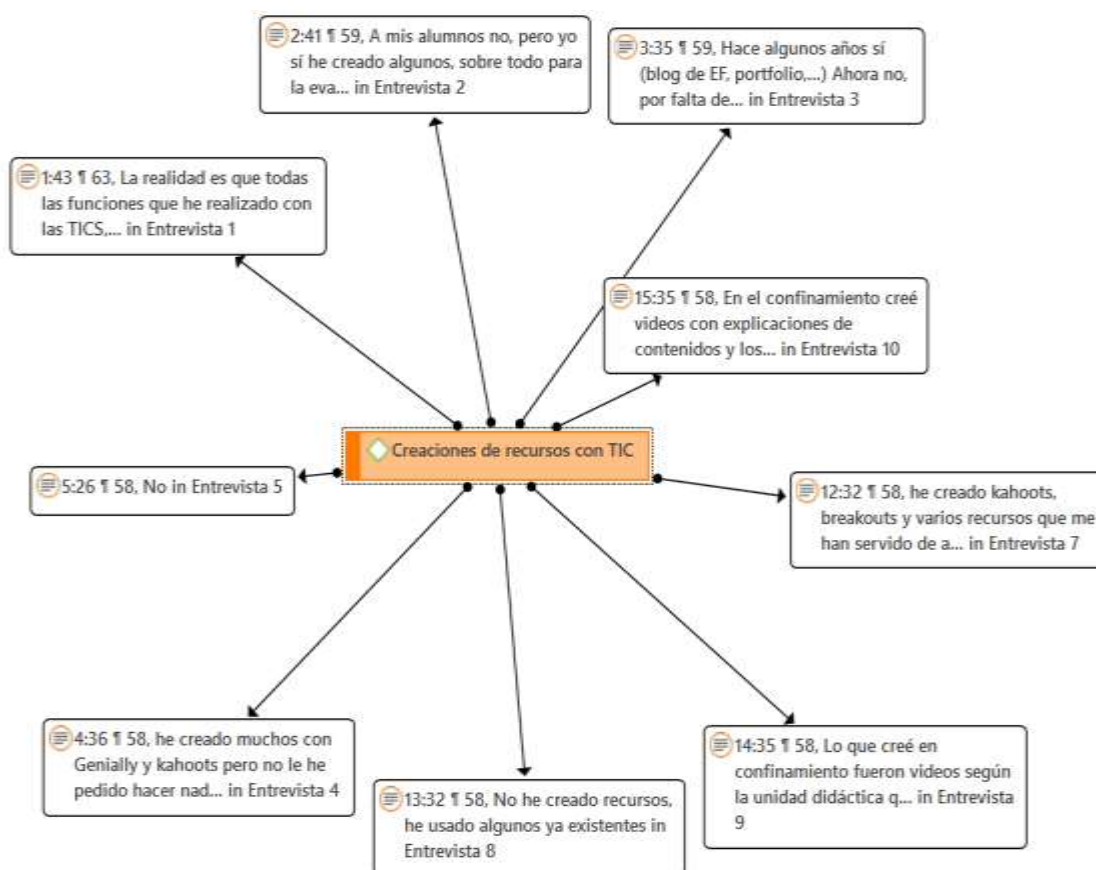 2:41 ¶ 59, A mis alumnos no, pero yo
sí he creado algunos, sobre todo para
la eva... in Entrevista 2
3:35 ¶ 59, Hace algunos años sí
(blog de EF, portfolio,...) Ahora no,
por falta de... in Entrevista 3
1:43 ¶ 63, La realidad es que todas
las funciones que he realizado con
las TICS,... in Entrevista 1
15:35 ¶ 58, En el confinamiento creé
videos con explicaciones de
contenidos y los... in Entrevista 10
Creaciones de recursos con TIC
5:26 ¶ 58, No in Entrevista 5
12:32 ¶ 58, he creado kahoots,
breakouts y varios recursos que me
han servido de a... in Entrevista 7
4:36 ¶ 58, he creado muchos con
Genially y kahoots pero no le he
pedido hacer nad... in Entrevista 4
13:32 ¶ 58, No he creado recursos,
he usado algunos ya existentes in
Entrevista 8
14:35 ¶ 58, Lo que creé en
confinamiento fueron videos según
la unidad didáctica q... in Entrevista
9